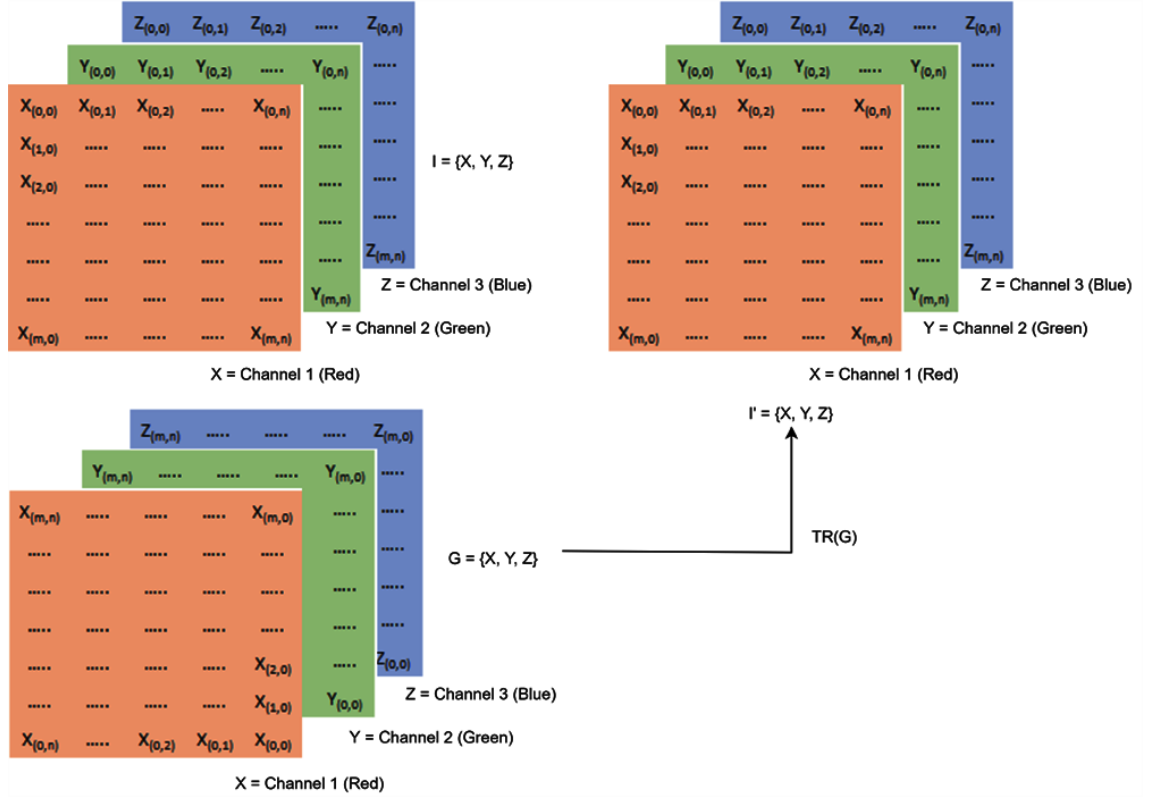 Z(0,0) Z(0,1) Z(0,2) ..... Z(0,n)
Y(0,0) Y(0,1) Y(0,2) ..... Y(0,n) .....
X(0,0) X(0,1) X(0,2) ..... X(0,n) ..... .....
X(1,0) ..... ..... ..... ..... ..... .....
X(2,0) ..... ..... ..... ..... ..... .....
..... ..... ..... ..... ..... ..... .....
..... ..... ..... ..... ..... ..... Z(m,n)
..... ..... ..... ..... ..... Y(m,n)
X(m,0) ..... ..... ..... X(m,n)
I = {X, Y, Z}
Z = Channel 3 (Blue)
Y = Channel 2 (Green)
X = Channel 1 (Red)
Z(0,0) Z(0,1) Z(0,2) ..... Z(0,n)
Y(0,0) Y(0,1) Y(0,2) ..... Y(0,n) .....
X(0,0) X(0,1) X(0,2) ..... X(0,n) ..... .....
X(1,0) ..... ..... ..... ..... ..... .....
X(2,0) ..... ..... ..... ..... ..... .....
..... ..... ..... ..... ..... ..... .....
..... ..... ..... ..... ..... ..... Z(m,n)
..... ..... ..... ..... ..... Y(m,n)
X(m,0) ..... ..... ..... X(m,n)
Z = Channel 3 (Blue)
Y = Channel 2 (Green)
X = Channel 1 (Red)
I' = {X, Y, Z}
Z(m,n) ..... ..... ..... Z(m,0)
Y(m,n) ..... ..... ..... Y(m,0) .....
X(m,n) ..... ..... ..... X(m,0) ..... .....
..... ..... ..... ..... ..... ..... .....
..... ..... ..... ..... ..... ..... .....
..... ..... ..... ..... ..... ..... .....
..... ..... ..... ..... X(2,0) ..... Z(0,0)
..... ..... ..... ..... X(1,0) Y(0,0)
X(0,n) ..... X(0,2) X(0,1) X(0,0)
G = {X, Y, Z}
TR(G)
Z = Channel 3 (Blue)
Y = Channel 2 (Green)
X = Channel 1 (Red)